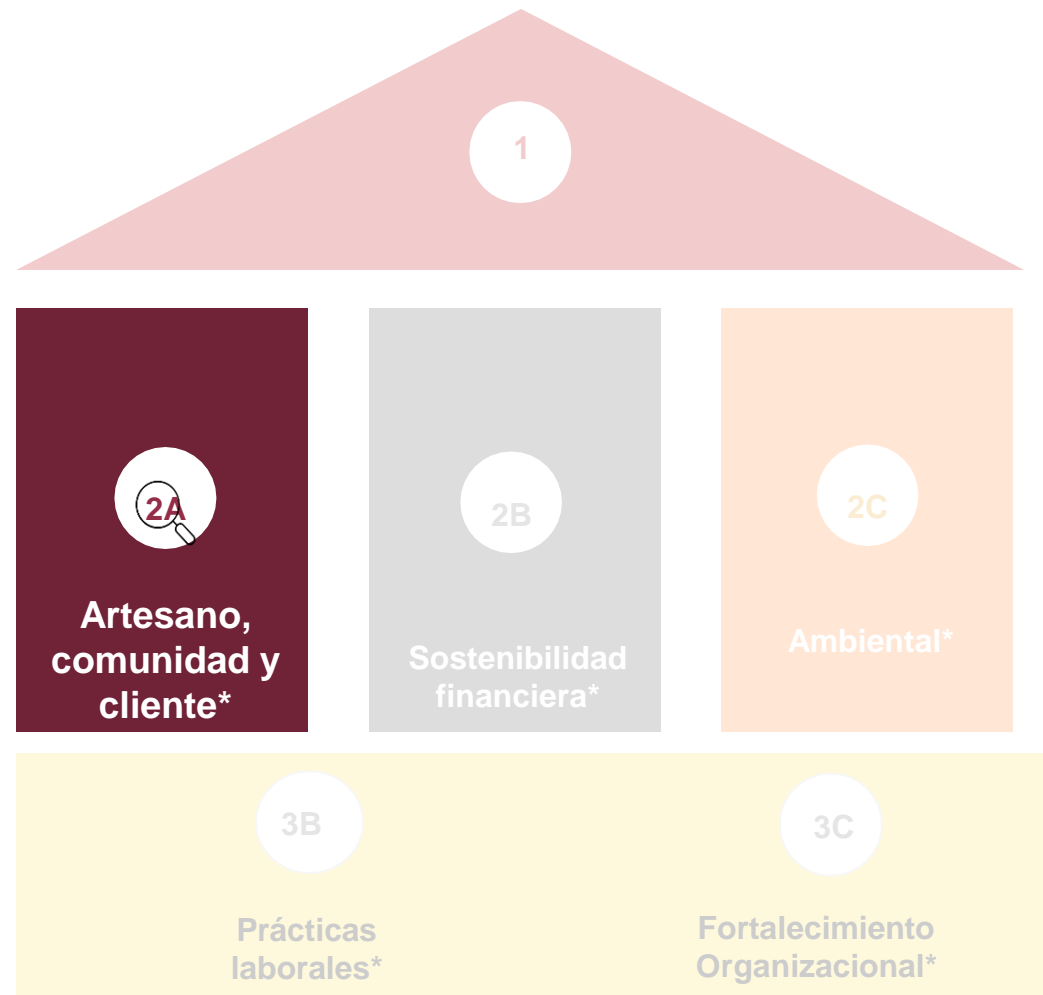 1
2A
Artesano,
comunidad y
cliente*
2B
Sostenibilidad
financiera*
2C
Ambiental*
3B
Prácticas
laborales*
3C
Fortalecimiento
Organizacional*